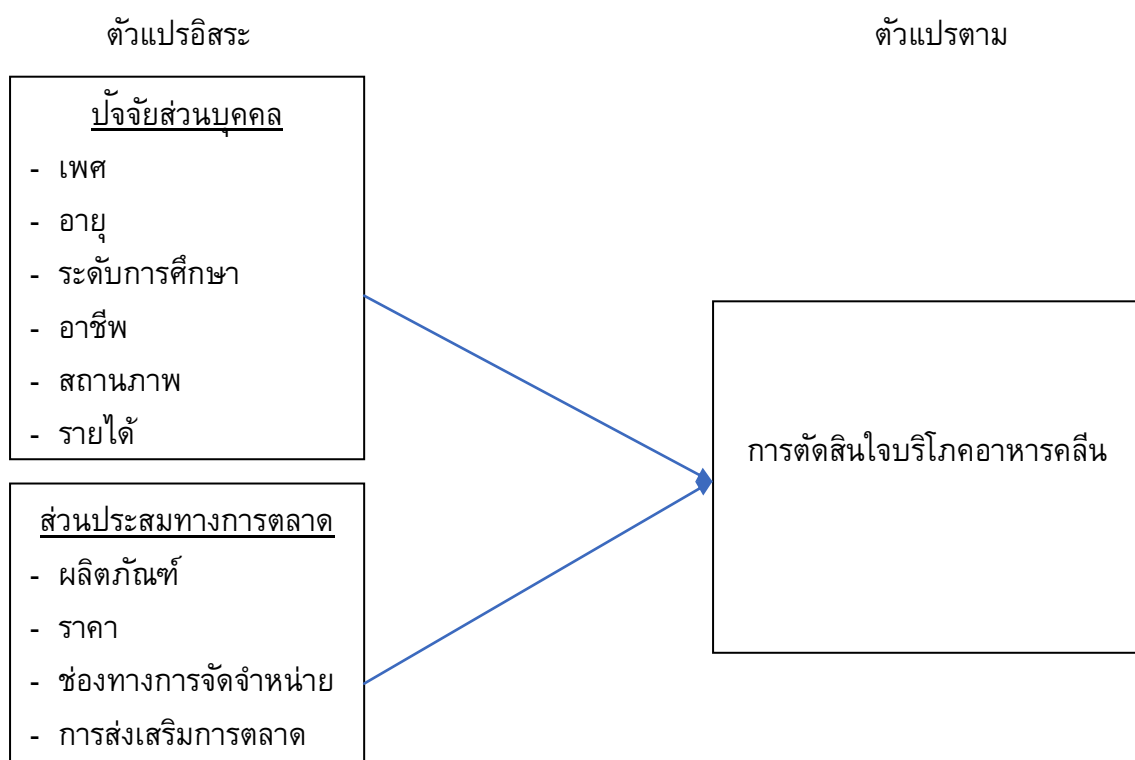 ตัวแปรอิสระ
ตัวแปรตาม
ปัจจัยส่วนบุคคล
- เพศ
- อายุ
- ระดับการศึกษา
- อาชีพ
- สถานภาพ
- รายได้
ส่วนประสมทางการตลาด
- ผลิตภัณฑ์
- ราคา
- ช่องทางการจัดจำหน่าย
- การส่งเสริมการตลาด
การตัดสินใจบริโภคอาหารคลีน